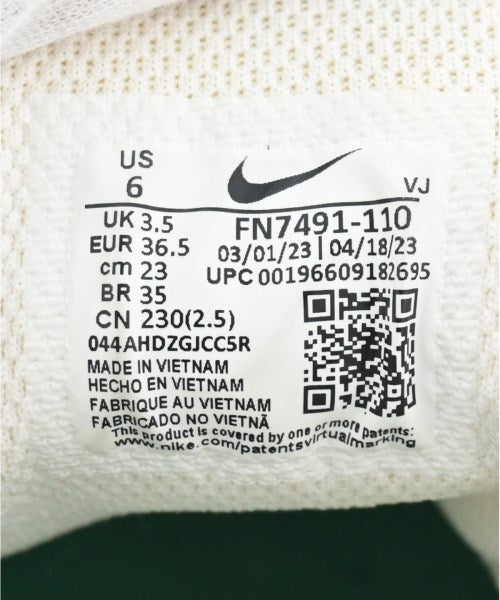 US
6
VJ
UK 3.5
EUR 36.5
cm 23
BR 35
CN 230(2.5)
FN7491-110
03/01/23 | 04/18/23
UPC 00196609182695
044AHDZGJCC5R
MADE IN VIETNAM
HECHO EN VIETNAM
FABRIQUE AU VIETNAM
FABRICADO NO VIETNÃ
This product is covered by one or more patents:
www.nike.com/patentsvirtualmarking